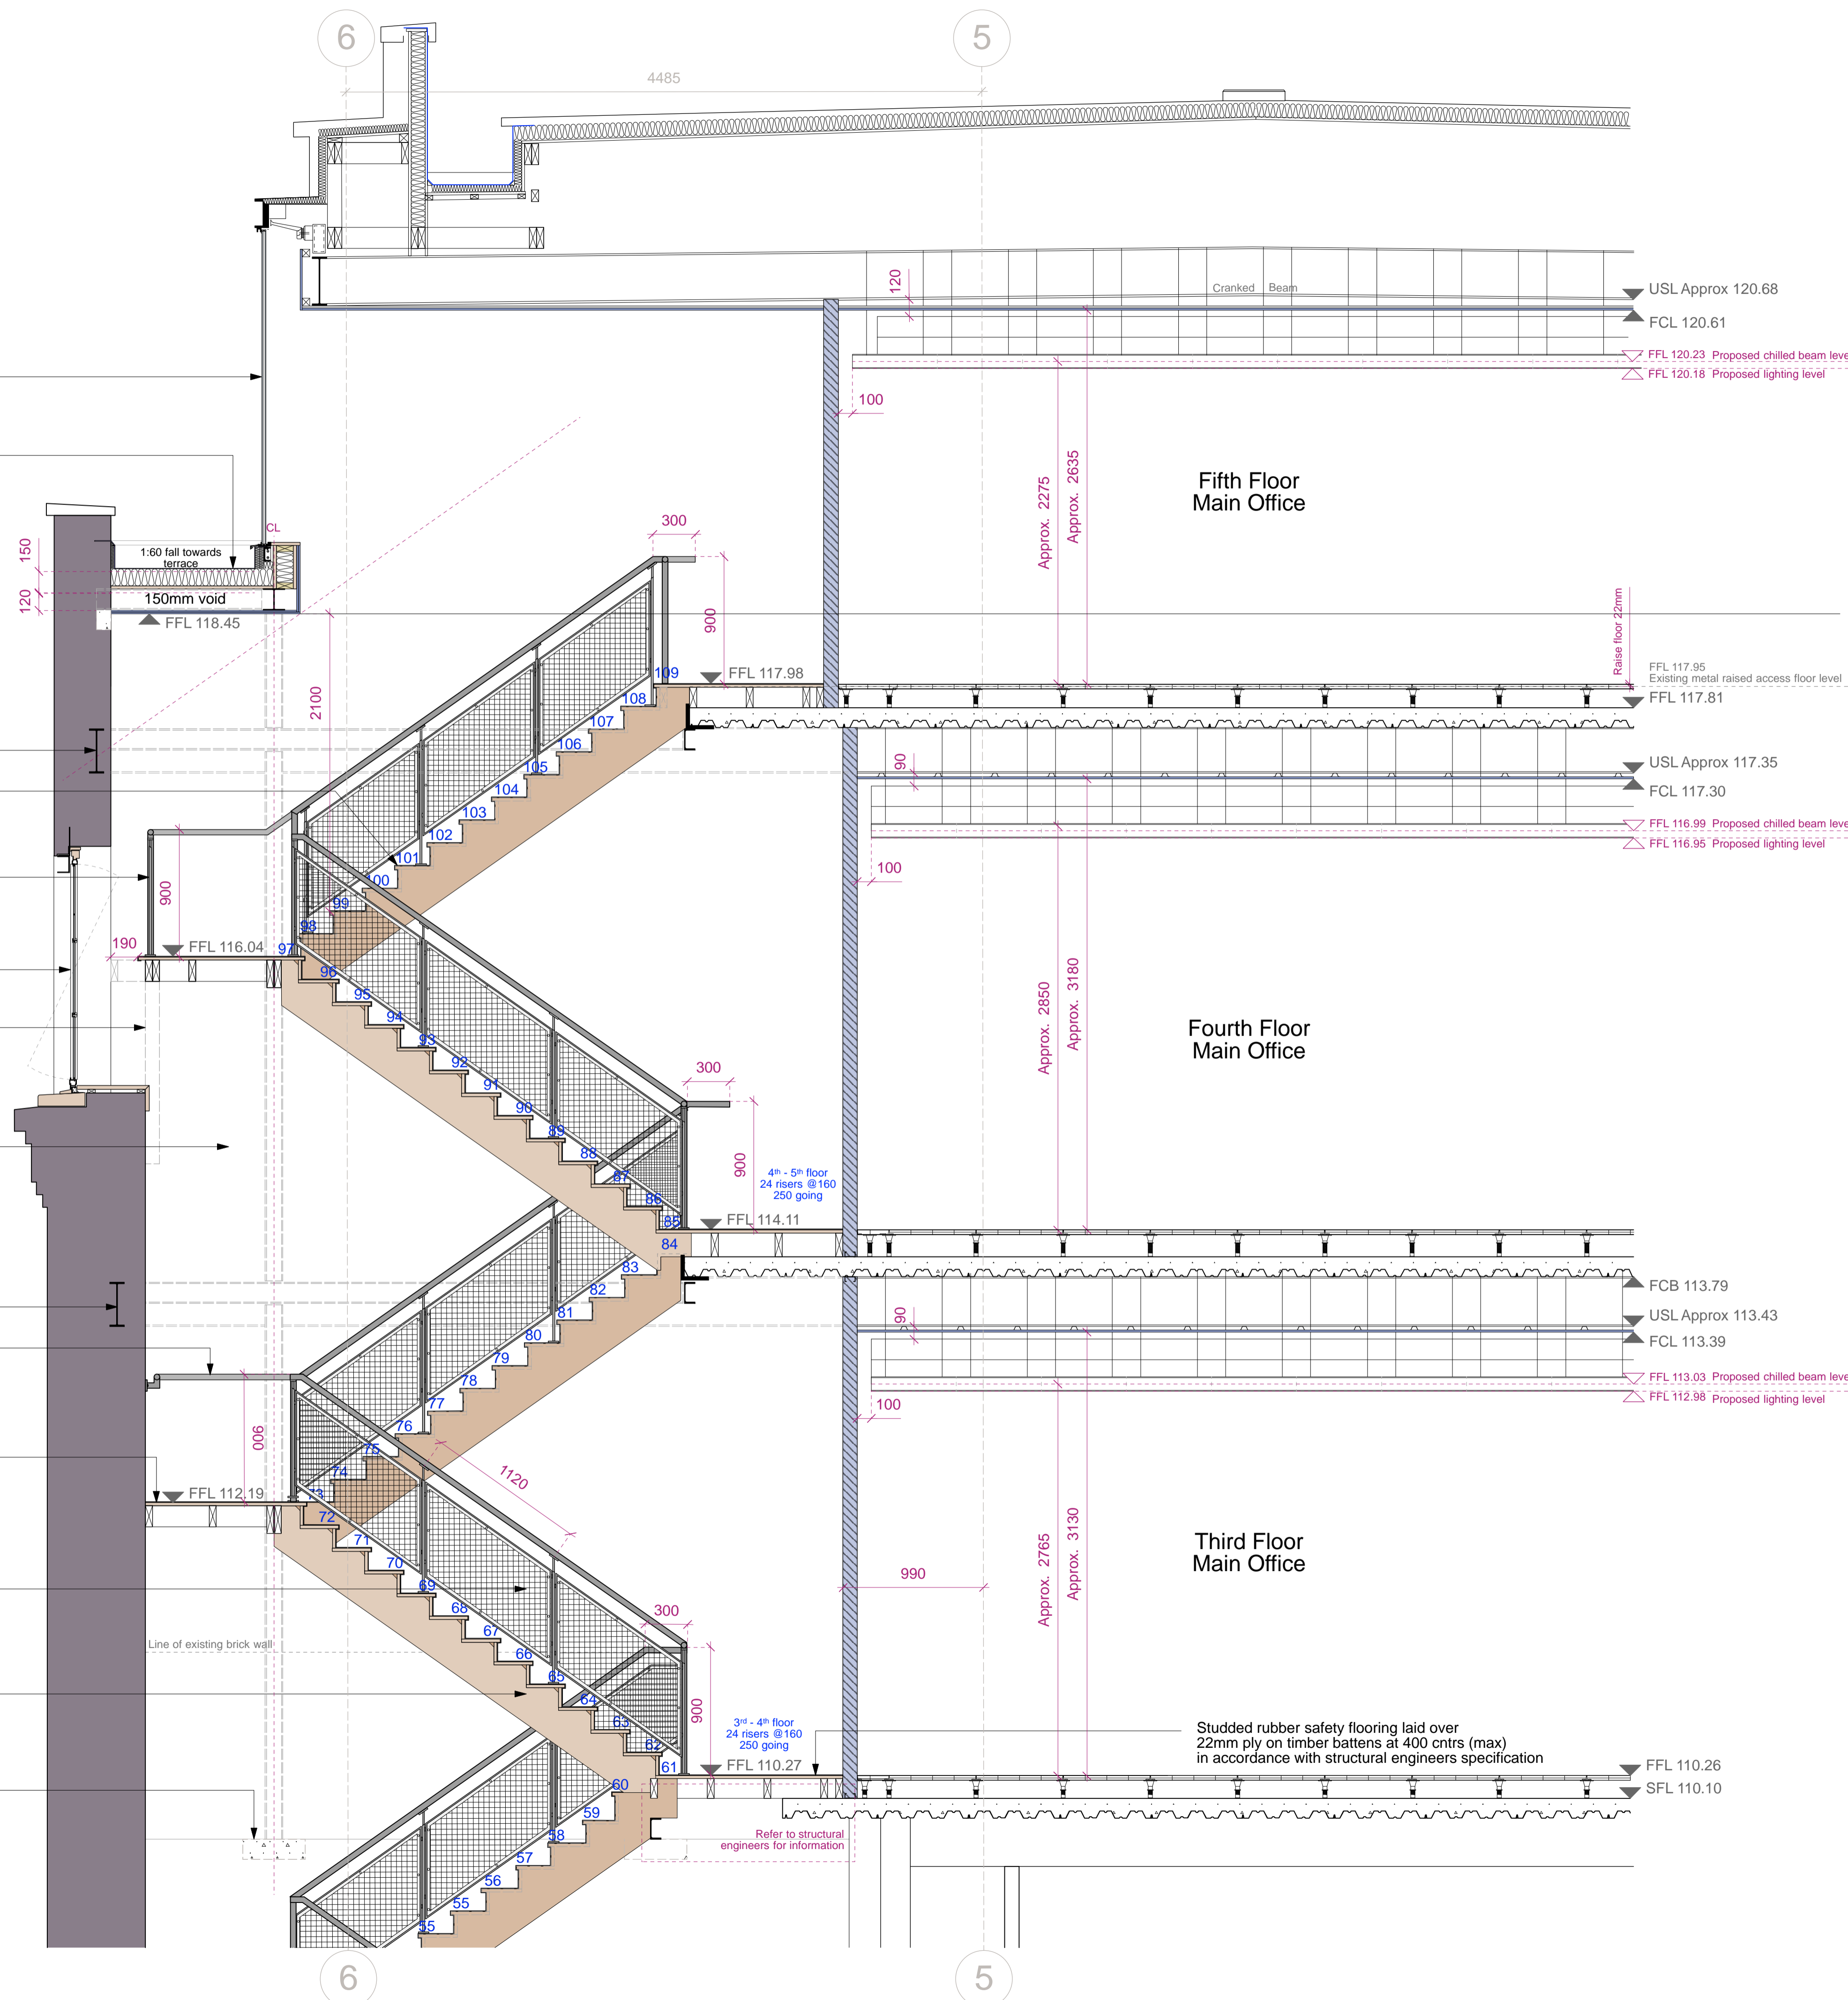 6
5
4485
120
Cranked Beam
USL Approx 120.68
FCL 120.61
FFL 120.23 Proposed chilled beam leve
FFL 120.18 Proposed lighting level
100
Approx. 2275
Approx. 2635
Fifth Floor
Main Office
300
CL
150
1:60 fall towards
terrace
120
150mm void
FFL 118.45
900
Raise floor 22mm
109
FFL 117.98
FFL 117.95
Existing metal raised access floor level
FFL 117.81
108
2100
107
106
105
90
USL Approx 117.35
FCL 117.30
104
103
FFL 116.99 Proposed chilled beam leve
FFL 116.95 Proposed lighting level
102
101
100
100
900
99
98
190
FFL 116.04
97
96
95
94
93
92
91
90
89
88
87
86
85
84
Approx. 2850
Approx. 3180
Fourth Floor
Main Office
300
900
4th - 5th floor
24 risers @160
250 going
FFL 114.11
83
82
81
80
79
78
77
76
75
74
73
FCB 113.79
90
USL Approx 113.43
FCL 113.39
FFL 113.03 Proposed chilled beam leve
FFL 112.98 Proposed lighting level
100
900
1120
FFL 112.19
72
71
70
69
68
67
66
65
64
63
62
61
60
Approx. 2765
Approx. 3130
Third Floor
Main Office
990
300
Line of existing brick wall
900
3rd - 4th floor
24 risers @160
250 going
FFL 110.27
Studded rubber safety flooring laid over
22mm ply on timber battens at 400 cntrs (max)
in accordance with structural engineers specification
FFL 110.26
SFL 110.10
59
58
57
56
55
55
Refer to structural
engineers for information
6
5